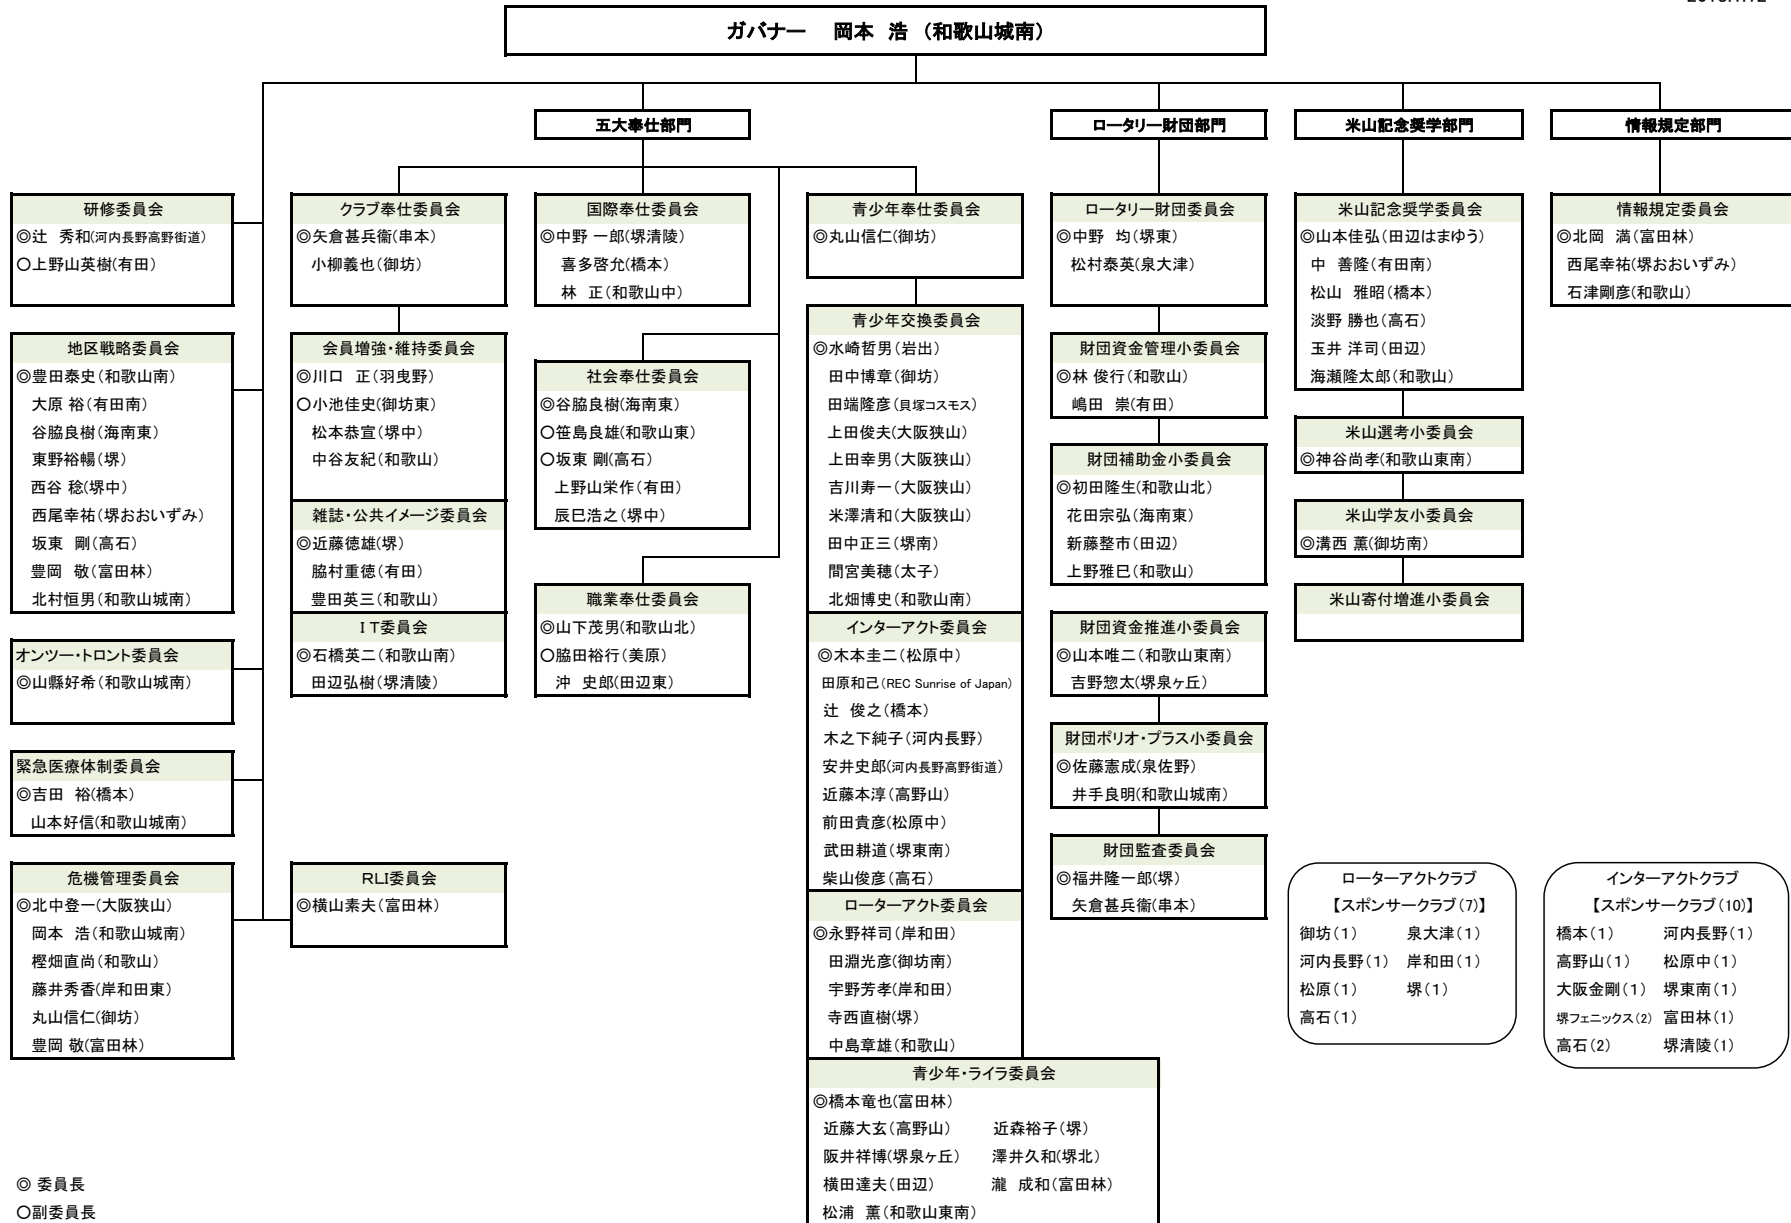 ガバナー　岡本 浩 （和歌山城南）
五大奉仕部門
ロータリー財団部門
米山記念奨学部門
情報規定部門
研修委員会
◎辻 秀和(河内長野高野街道)
○上野山英樹(有田)
地区戦略委員会
◎豊田泰史(和歌山南)
大原 裕(有田南)
谷脇良樹(海南東)
東野裕暢(堺)
西谷 稔(堺中)
西尾幸祐(堺おおいずみ)
坂東 剛(高石)
豊岡 敬(富田林)
北村恒男(和歌山城南)
オンツー・トロント委員会
◎山縣好希(和歌山城南)
緊急医療体制委員会
◎吉田 裕(橋本)
山本好信(和歌山城南)
危機管理委員会
◎北中登一(大阪狭山)
岡本 浩(和歌山城南)
樫畑直尚(和歌山)
藤井秀香(岸和田東)
丸山信仁(御坊)
豊岡 敬(富田林)
クラブ奉仕委員会
◎矢倉甚兵衞(串本)
小柳義也(御坊)
会員増強・維持委員会
◎川口 正(羽曳野)
○小池佳史(御坊東)
松本恭宣(堺中)
中谷友紀(和歌山)
雑誌・公共イメージ委員会
◎近藤徳雄(堺)
脇村重徳(有田)
豊田英三(和歌山)
ＩＴ委員会
◎石橋英二(和歌山南)
田辺弘樹(堺清陵)
RLI委員会
◎横山素夫(富田林)
国際奉仕委員会
◎中野 一郎(堺清陵)
喜多啓允(橋本)
林 正(和歌山中)
社会奉仕委員会
◎谷脇良樹(海南東)
○笹島良雄(和歌山東)
○坂東 剛(高石)
上野山栄作(有田)
辰巳浩之(堺中)
職業奉仕委員会
◎山下茂男(和歌山北)
○脇田裕行(美原)
沖 史郎(田辺東)
青少年奉仕委員会
◎丸山信仁(御坊)
青少年交換委員会
◎水崎哲男(岩出)
田中博章(御坊)
田端隆彦(貝塚コスモス)
上田俊夫(大阪狭山)
上田幸男(大阪狭山)
吉川寿一(大阪狭山)
米澤清和(大阪狭山)
田中正三(堺南)
間宮美穂(太子)
北畑博史(和歌山南)
インターアクト委員会
◎木本圭二(松原中)
田原和己(REC Sunrise of Japan)
辻 俊之(橋本)
木之下純子(河内長野)
安井史郎(河内長野高野街道)
近藤本淳(高野山)
前田貴彦(松原中)
武田耕道(堺東南)
柴山俊彦(高石)
ローターアクト委員会
◎永野祥司(岸和田)
田淵光彦(御坊南)
宇野芳孝(岸和田)
寺西直樹(堺)
中島章雄(和歌山)
青少年・ライラ委員会
◎橋本竜也(富田林)
近藤大玄(高野山)　近森裕子(堺)
阪井祥博(堺泉ヶ丘)　澤井久和(堺北)
横田達夫(田辺)　瀧 成和(富田林)
松浦 薫(和歌山東南)
ロータリー財団委員会
◎中野 均(堺東)
松村泰英(泉大津)
財団資金管理小委員会
◎林 俊行(和歌山)
嶋田 崇(有田)
財団補助金小委員会
◎初田隆生(和歌山北)
花田宗弘(海南東)
新藤整市(田辺)
上野雅巳(和歌山)
財団資金推進小委員会
◎山本唯二(和歌山東南)
吉野惣太(堺泉ヶ丘)
財団ポリオ・プラス小委員会
◎佐藤憲成(泉佐野)
井手良明(和歌山城南)
財団監査委員会
◎福井隆一郎(堺)
矢倉甚兵衞(串本)
米山記念奨学委員会
◎山本佳弘(田辺はまゆう)
中 善隆(有田南)
松山 雅昭(橋本)
淡野 勝也(高石)
玉井 洋司(田辺)
海瀬隆太郎(和歌山)
米山選考小委員会
◎神谷尚孝(和歌山東南)
米山学友小委員会
◎溝西 薫(御坊南)
米山寄付増進小委員会
情報規定委員会
◎北岡 満(富田林)
西尾幸祐(堺おおいずみ)
石津剛彦(和歌山)
ローターアクトクラブ
【スポンサークラブ(7)】
御坊(1)　泉大津(1)
河内長野(1)　岸和田(1)
松原(1)　堺(1)
高石(1)
インターアクトクラブ
【スポンサークラブ(10)】
橋本(1)　河内長野(1)
高野山(1)　松原中(1)
大阪金剛(1)　堺東南(1)
堺フェニックス(2)　富田林(1)
高石(2)　堺清陵(1)
◎ 委員長
○副委員長